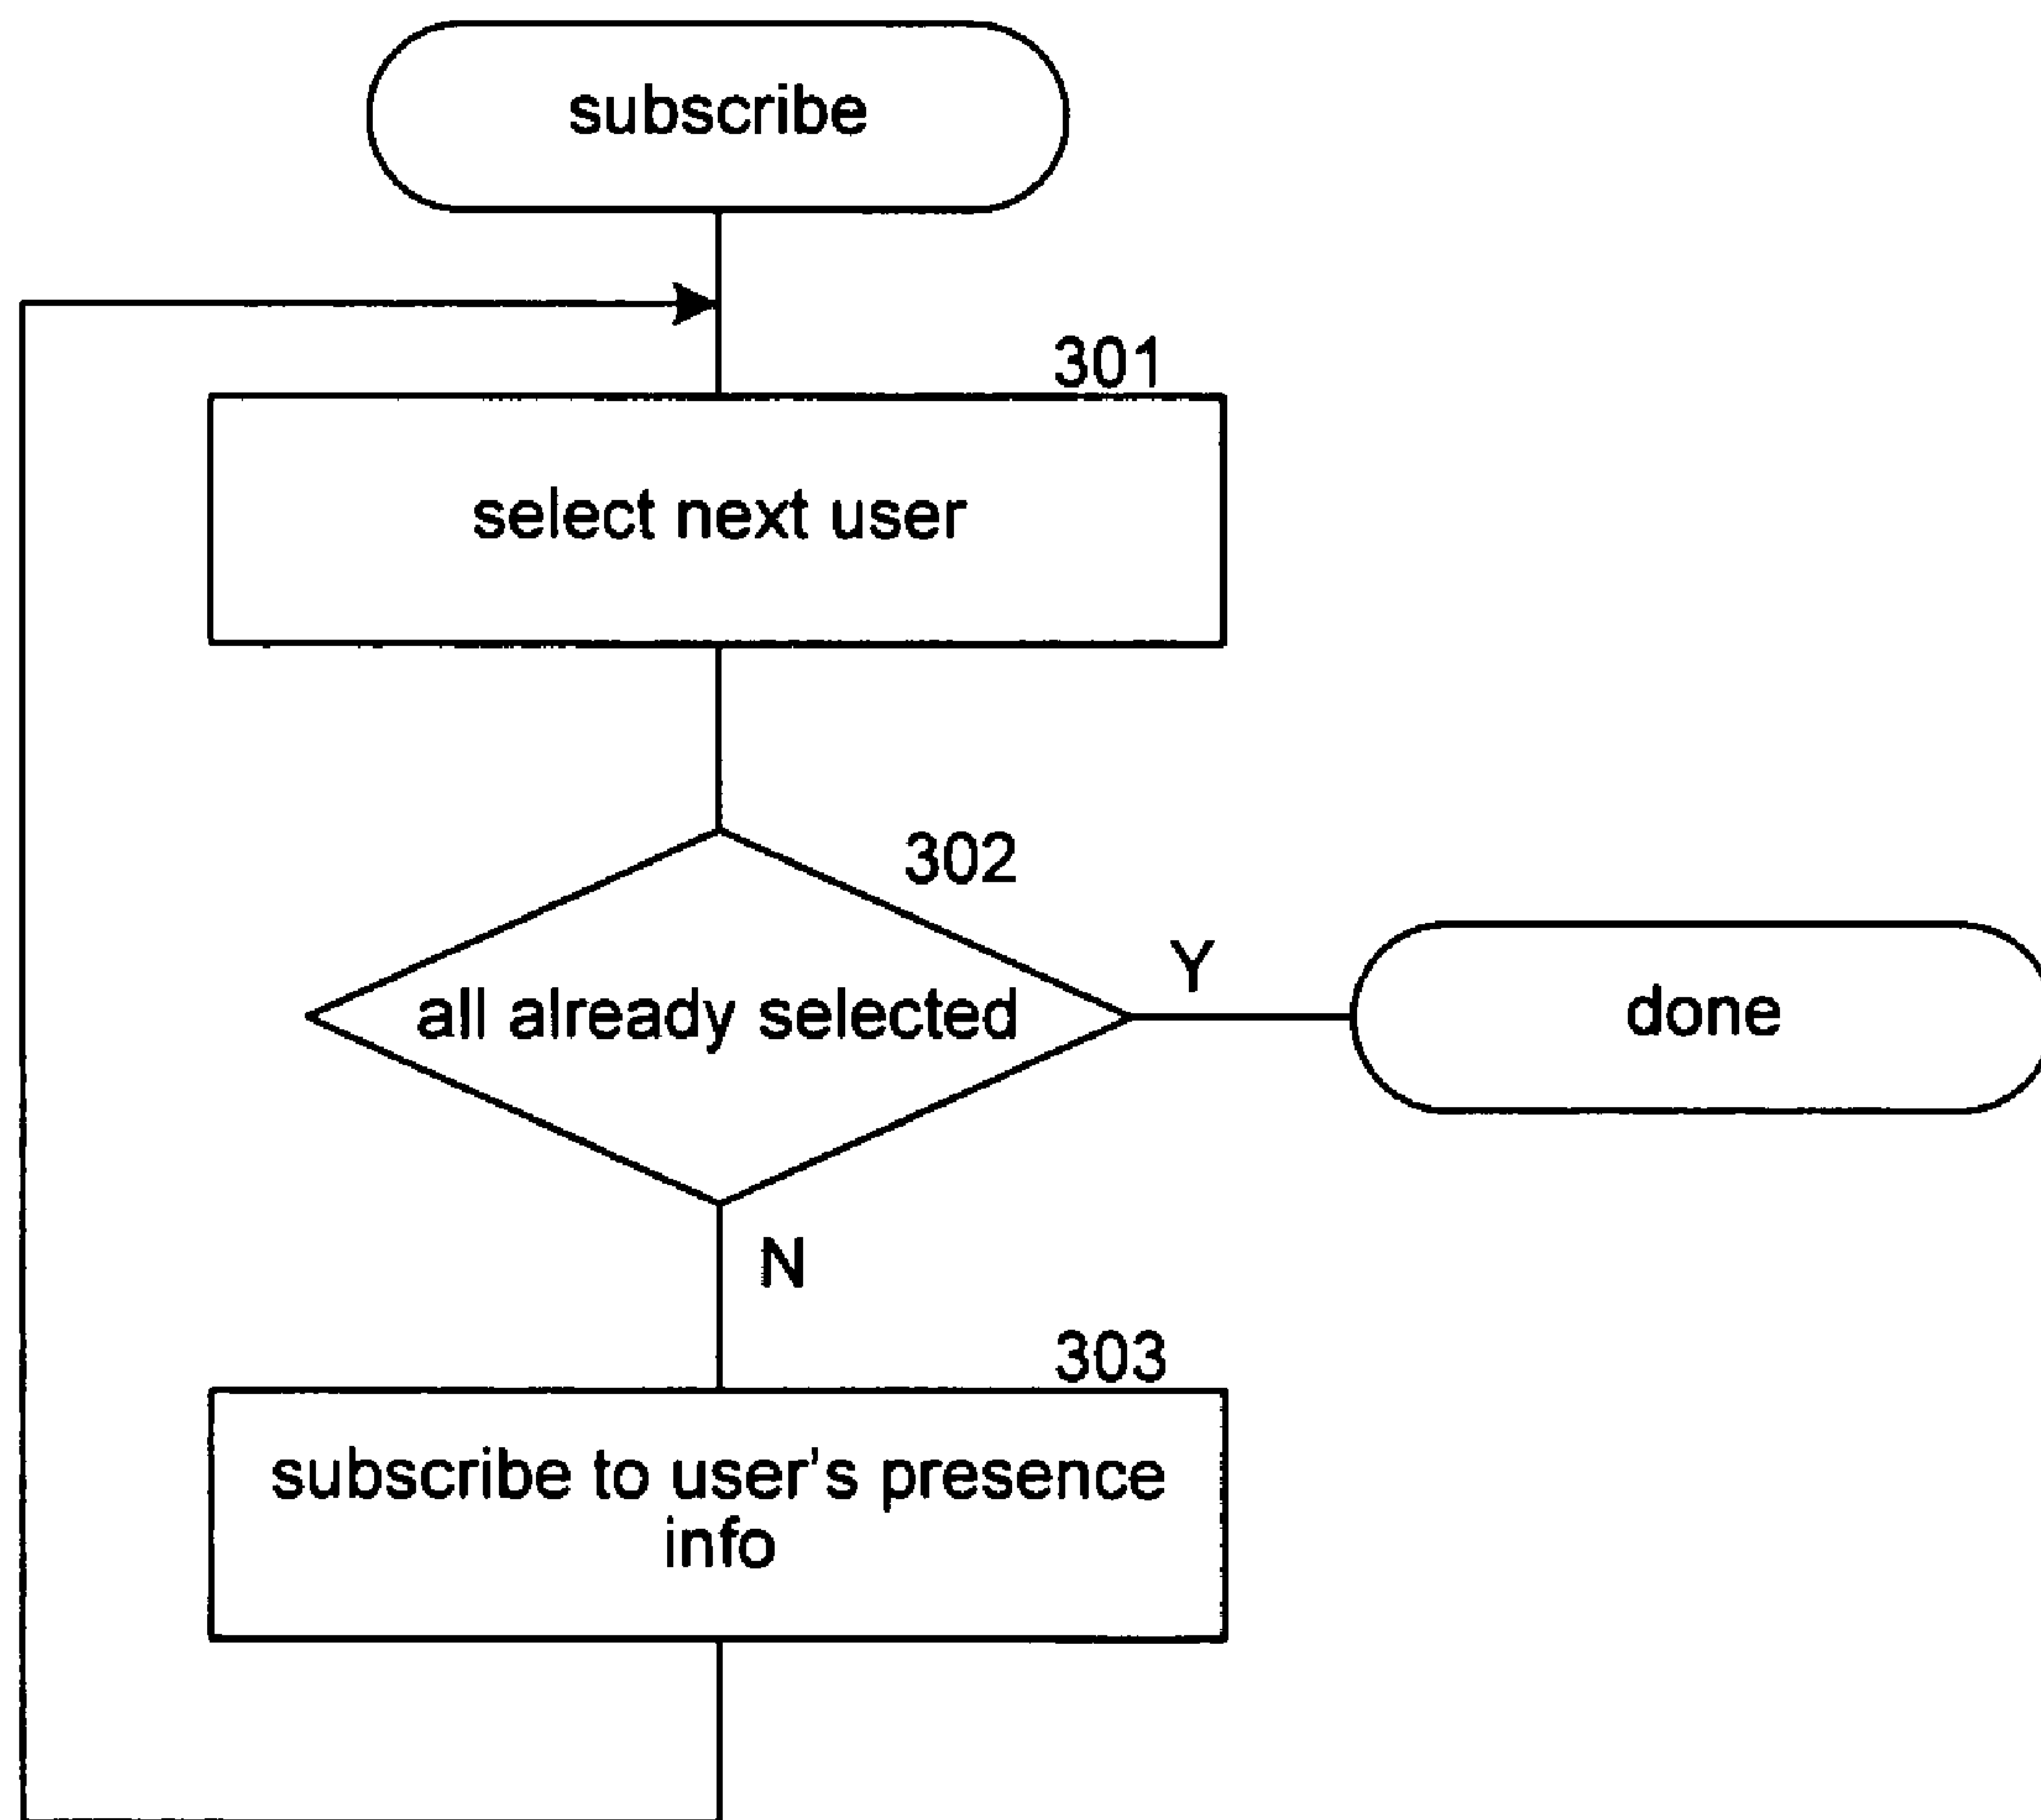 subscribe
301
select next user
302
all already selected
Y
done
N
303
subscribe to user's presence
info